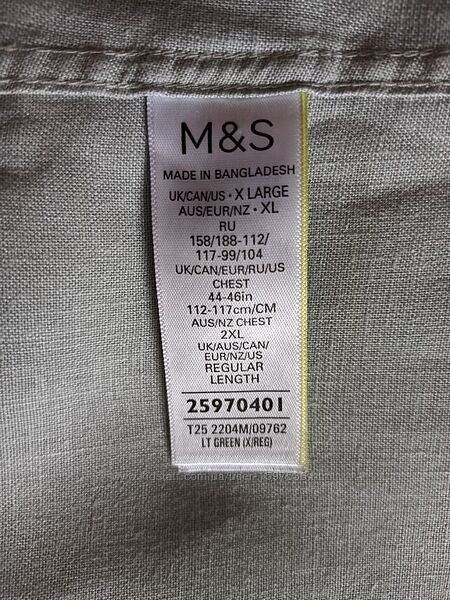 M&S
MADE IN BANGLADESH
UK/CAN/US • X LARGE
AUS/EUR/NZ • XL
RU
158/188-112/
117-99/104
UK/CAN/EUR/RU/US
CHEST
44-46in
112-117cm/CM
AUS/NZ CHEST
2XL
UK/AUS/CAN/
EUR/NZ/US
REGULAR
LENGTH
25970401
T25 2204M/09762
LT GREEN (X/REG)